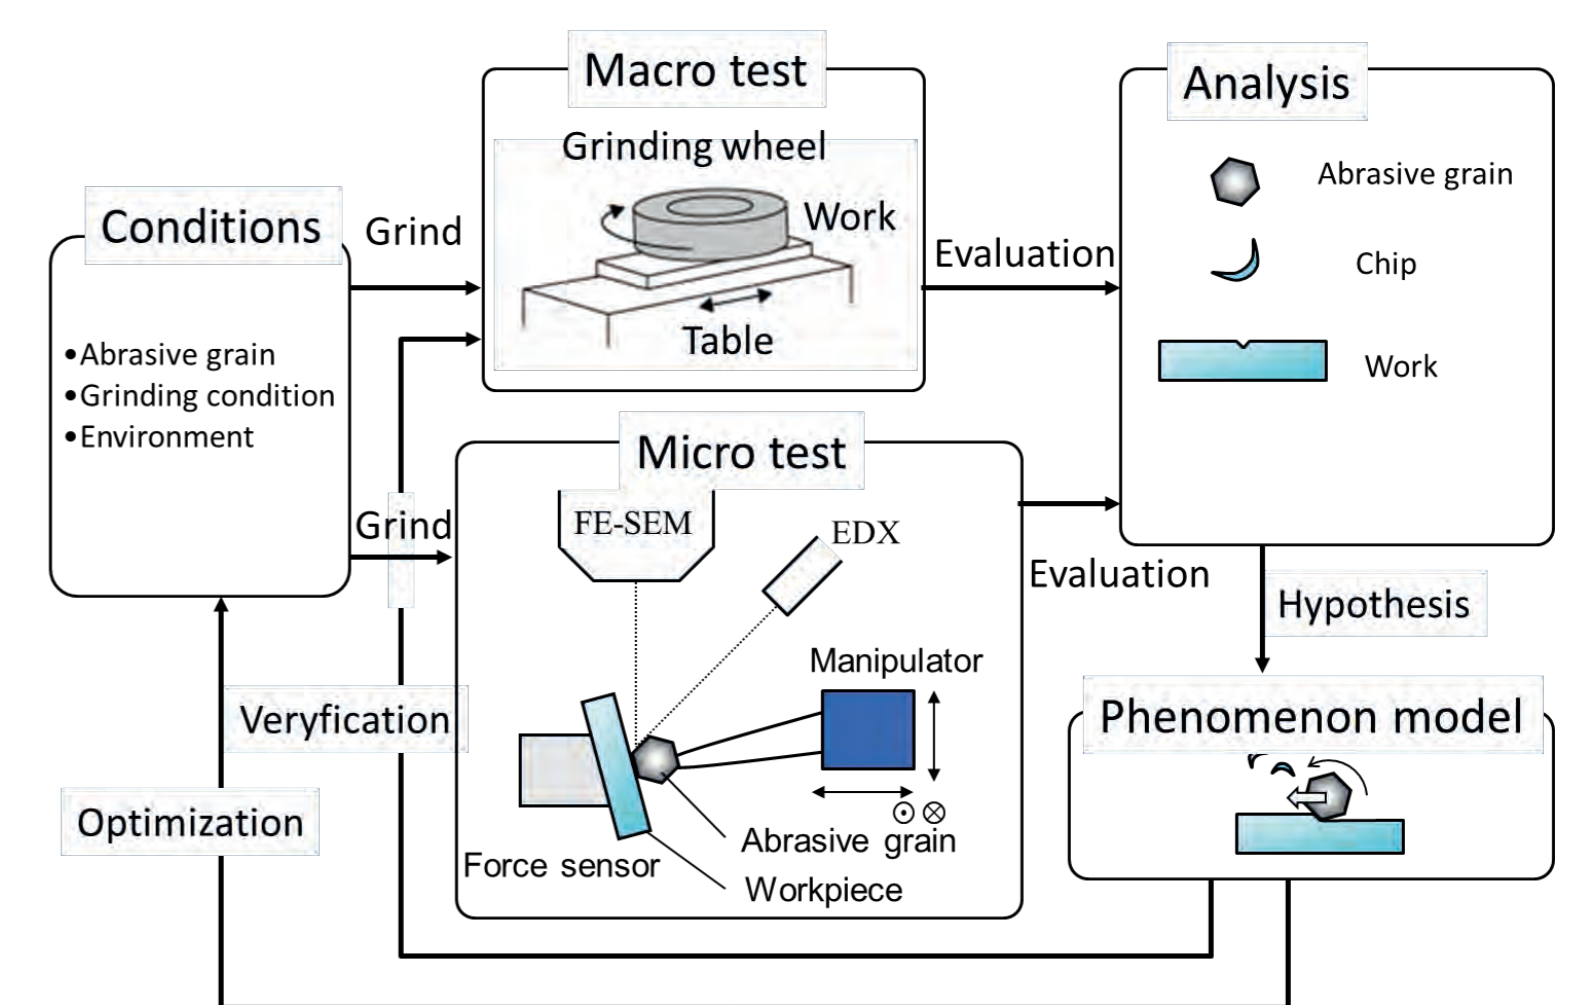 Macro test
Grinding wheel
Work
Table
Analysis
Abrasive grain
Chip
Work
Conditions
•Abrasive grain
•Grinding condition
•Environment
Grind
Evaluation
Grind
Micro test
FE-SEM
EDX
Manipulator
Abrasive grain
Force sensor
Workpiece
Evaluation
Hypothesis
Phenomenon model
Veryfication
Optimization